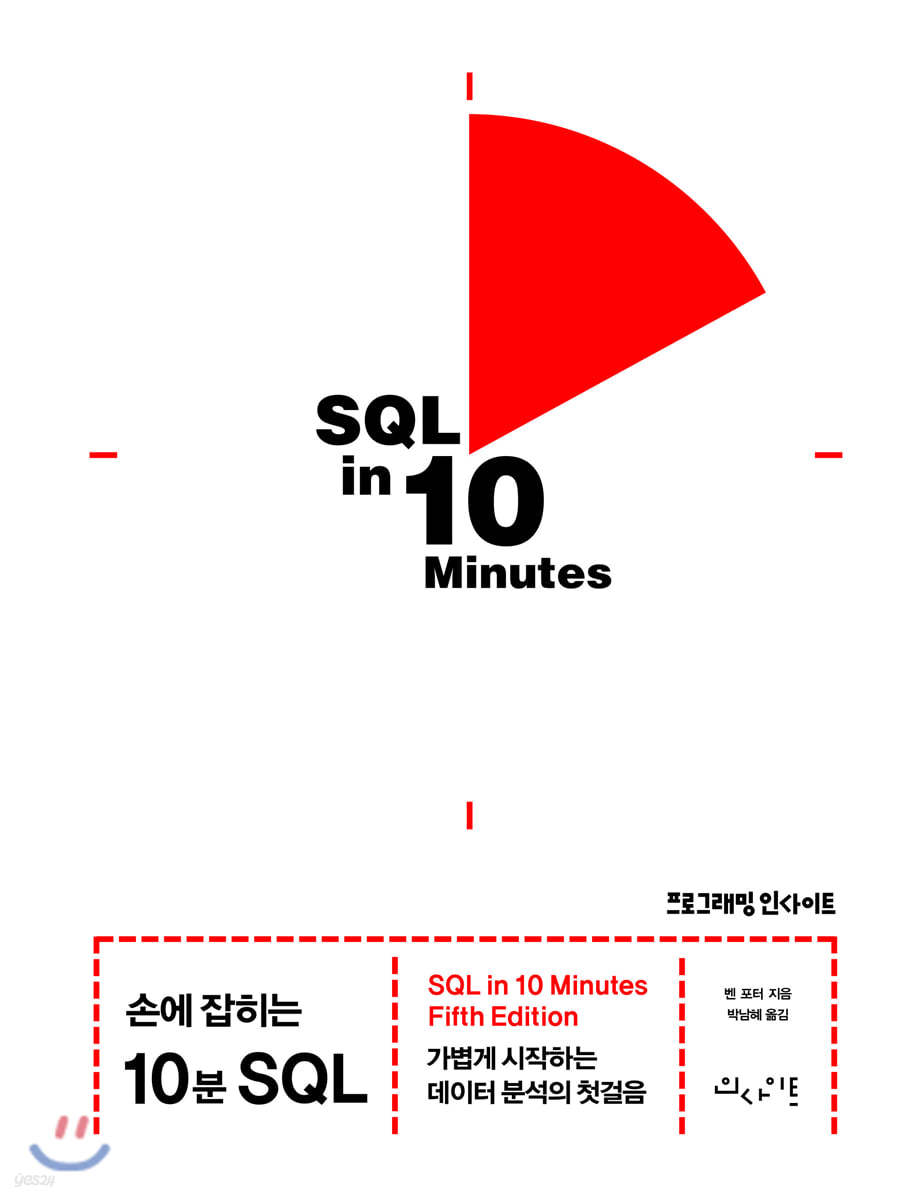 SQL
in 10
Minutes
프로그래밍 인사이트
손에 잡히는
10분 SQL
SQL in 10 Minutes
Fifth Edition
가볍게 시작하는
데이터 분석의 첫걸음
벤 포터 지음
박남혜 옮김
인사이트
yes24